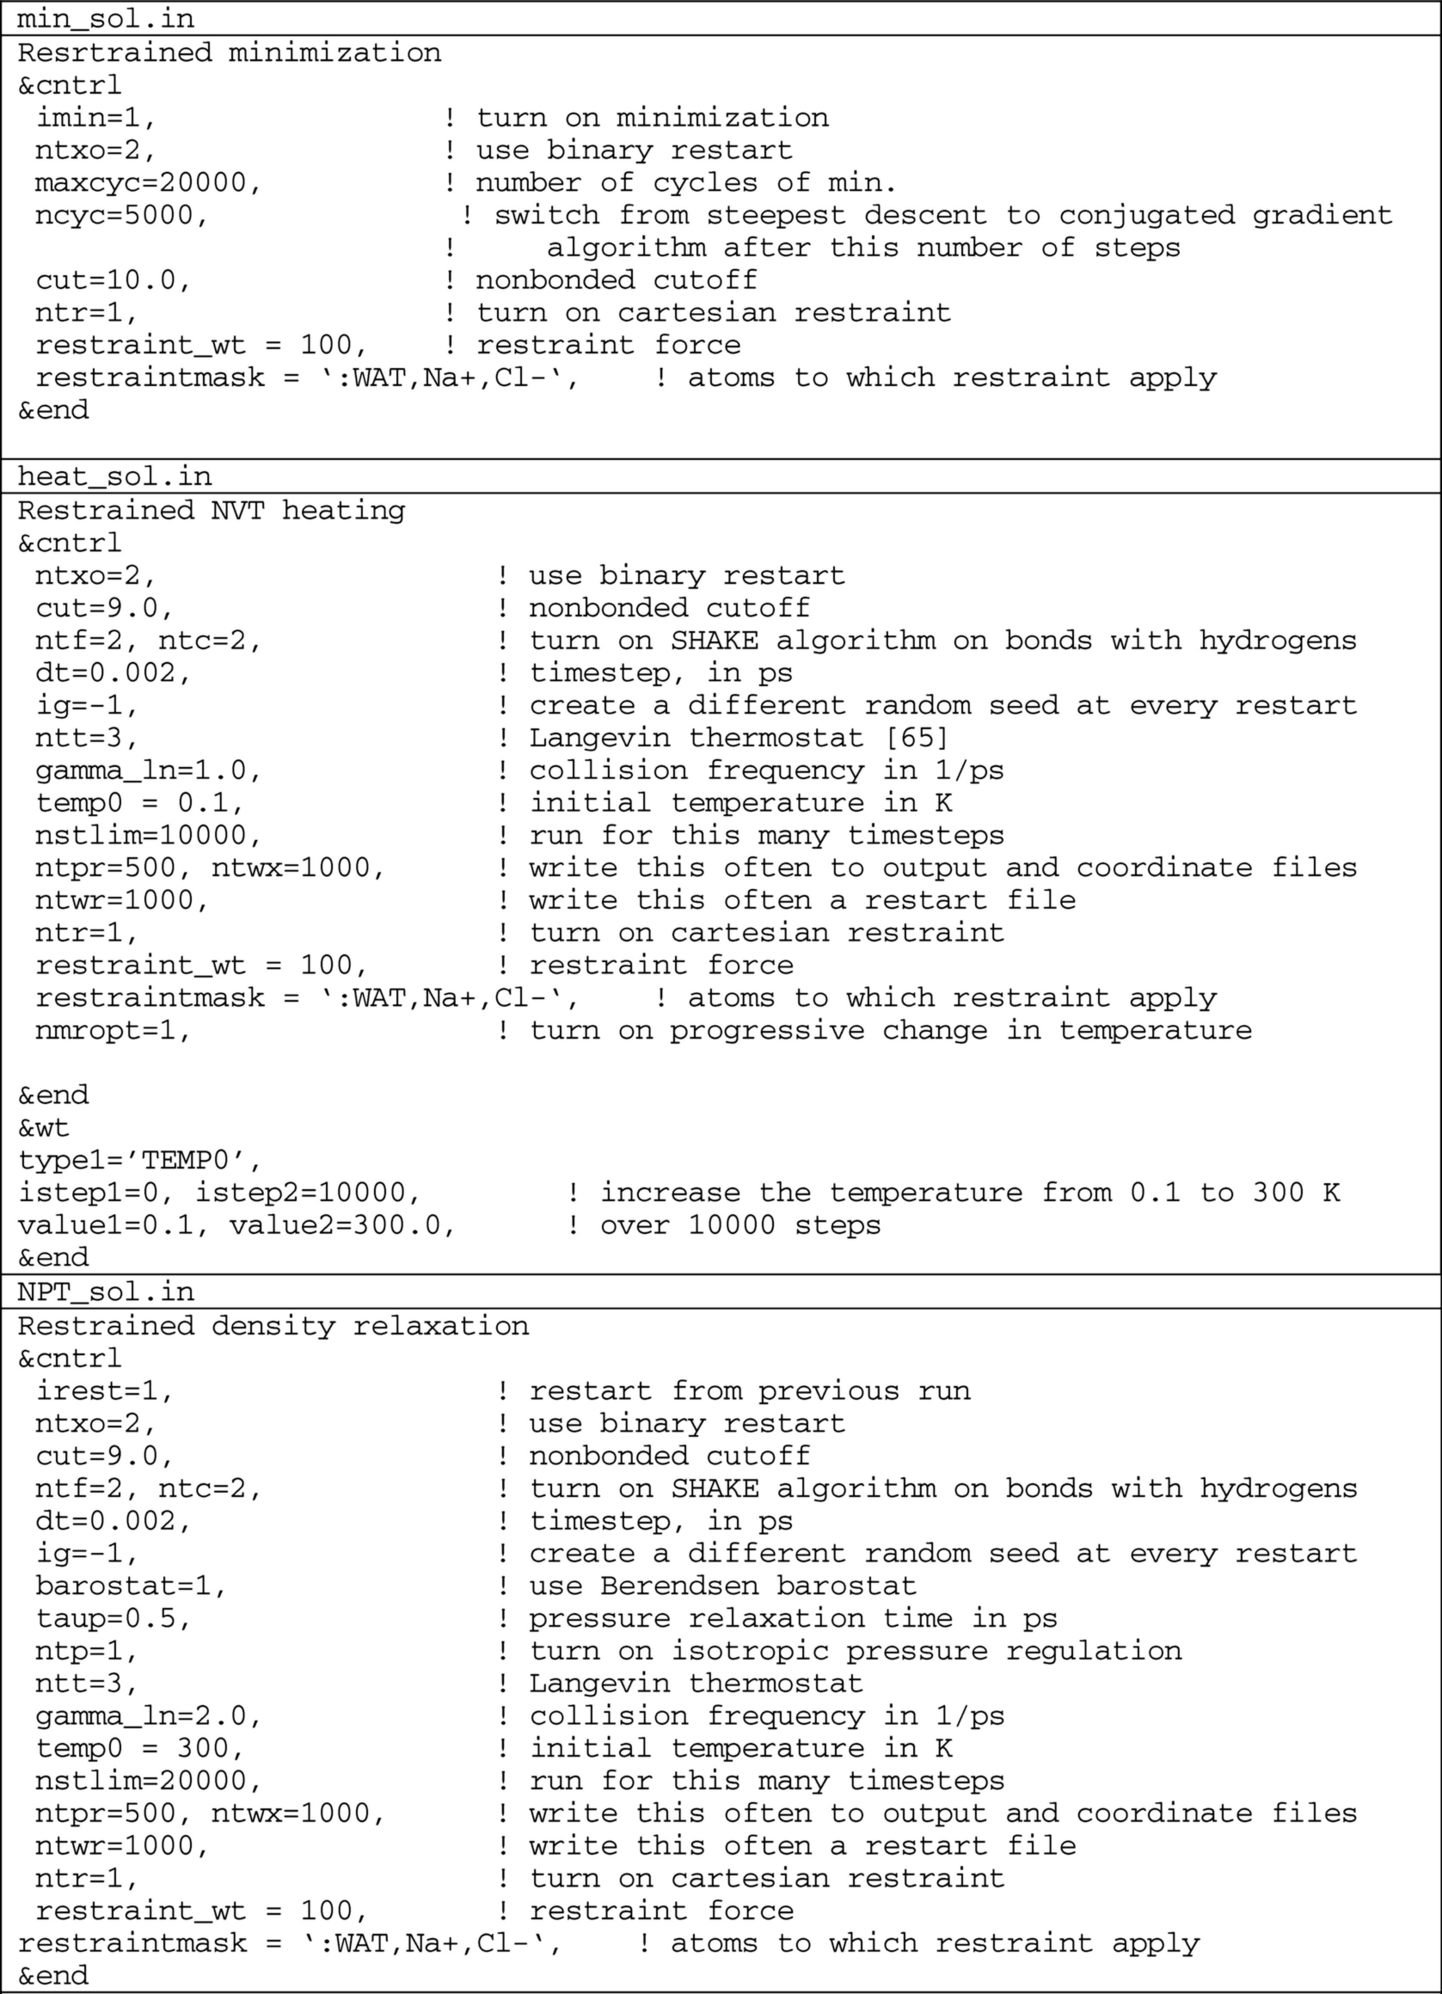 min_sol.in
Resrtrained minimization
&cntrl
imin=1, ! turn on minimization
ntxo=2, ! use binary restart
maxcyc=20000, ! number of cycles of min.
ncyc=5000, ! switch from steepest descent to conjugated gradient
! algorithm after this number of steps
cut=10.0, ! nonbonded cutoff
ntr=1, ! turn on cartesian restraint
restraint_wt = 100, ! restraint force
restraintmask = ‘:WAT,Na+,Cl-‘, ! atoms to which restraint apply
&end
heat_sol.in
Restrained NVT heating
&cntrl
ntxo=2, ! use binary restart
cut=9.0, ! nonbonded cutoff
ntf=2, ntc=2, ! turn on SHAKE algorithm on bonds with hydrogens
dt=0.002, ! timestep, in ps
ig=-1, ! create a different random seed at every restart
ntt=3, ! Langevin thermostat [65]
gamma_ln=1.0, ! collision frequency in 1/ps
temp0 = 0.1, ! initial temperature in K
nstlim=10000, ! run for this many timesteps
ntpr=500, ntwx=1000, ! write this often to output and coordinate files
ntwr=1000, ! write this often a restart file
ntr=1, ! turn on cartesian restraint
restraint_wt = 100, ! restraint force
restraintmask = ‘:WAT,Na+,Cl-‘, ! atoms to which restraint apply
nmropt=1, ! turn on progressive change in temperature
&end
&wt
type1=’TEMP0’,
istep1=0, istep2=10000, ! increase the temperature from 0.1 to 300 K
value1=0.1, value2=300.0, ! over 10000 steps
&end
NPT_sol.in
Restrained density relaxation
&cntrl
irest=1, ! restart from previous run
ntxo=2, ! use binary restart
cut=9.0, ! nonbonded cutoff
ntf=2, ntc=2, ! turn on SHAKE algorithm on bonds with hydrogens
dt=0.002, ! timestep, in ps
ig=-1, ! create a different random seed at every restart
barostat=1, ! use Berendsen barostat
taup=0.5, ! pressure relaxation time in ps
ntp=1, ! turn on isotropic pressure regulation
ntt=3, ! Langevin thermostat
gamma_ln=2.0, ! collision frequency in 1/ps
temp0 = 300, ! initial temperature in K
nstlim=20000, ! run for this many timesteps
ntpr=500, ntwx=1000, ! write this often to output and coordinate files
ntwr=1000, ! write this often a restart file
ntr=1, ! turn on cartesian restraint
restraint_wt = 100, ! restraint force
restraintmask = ‘:WAT,Na+,Cl-‘, ! atoms to which restraint apply
&end